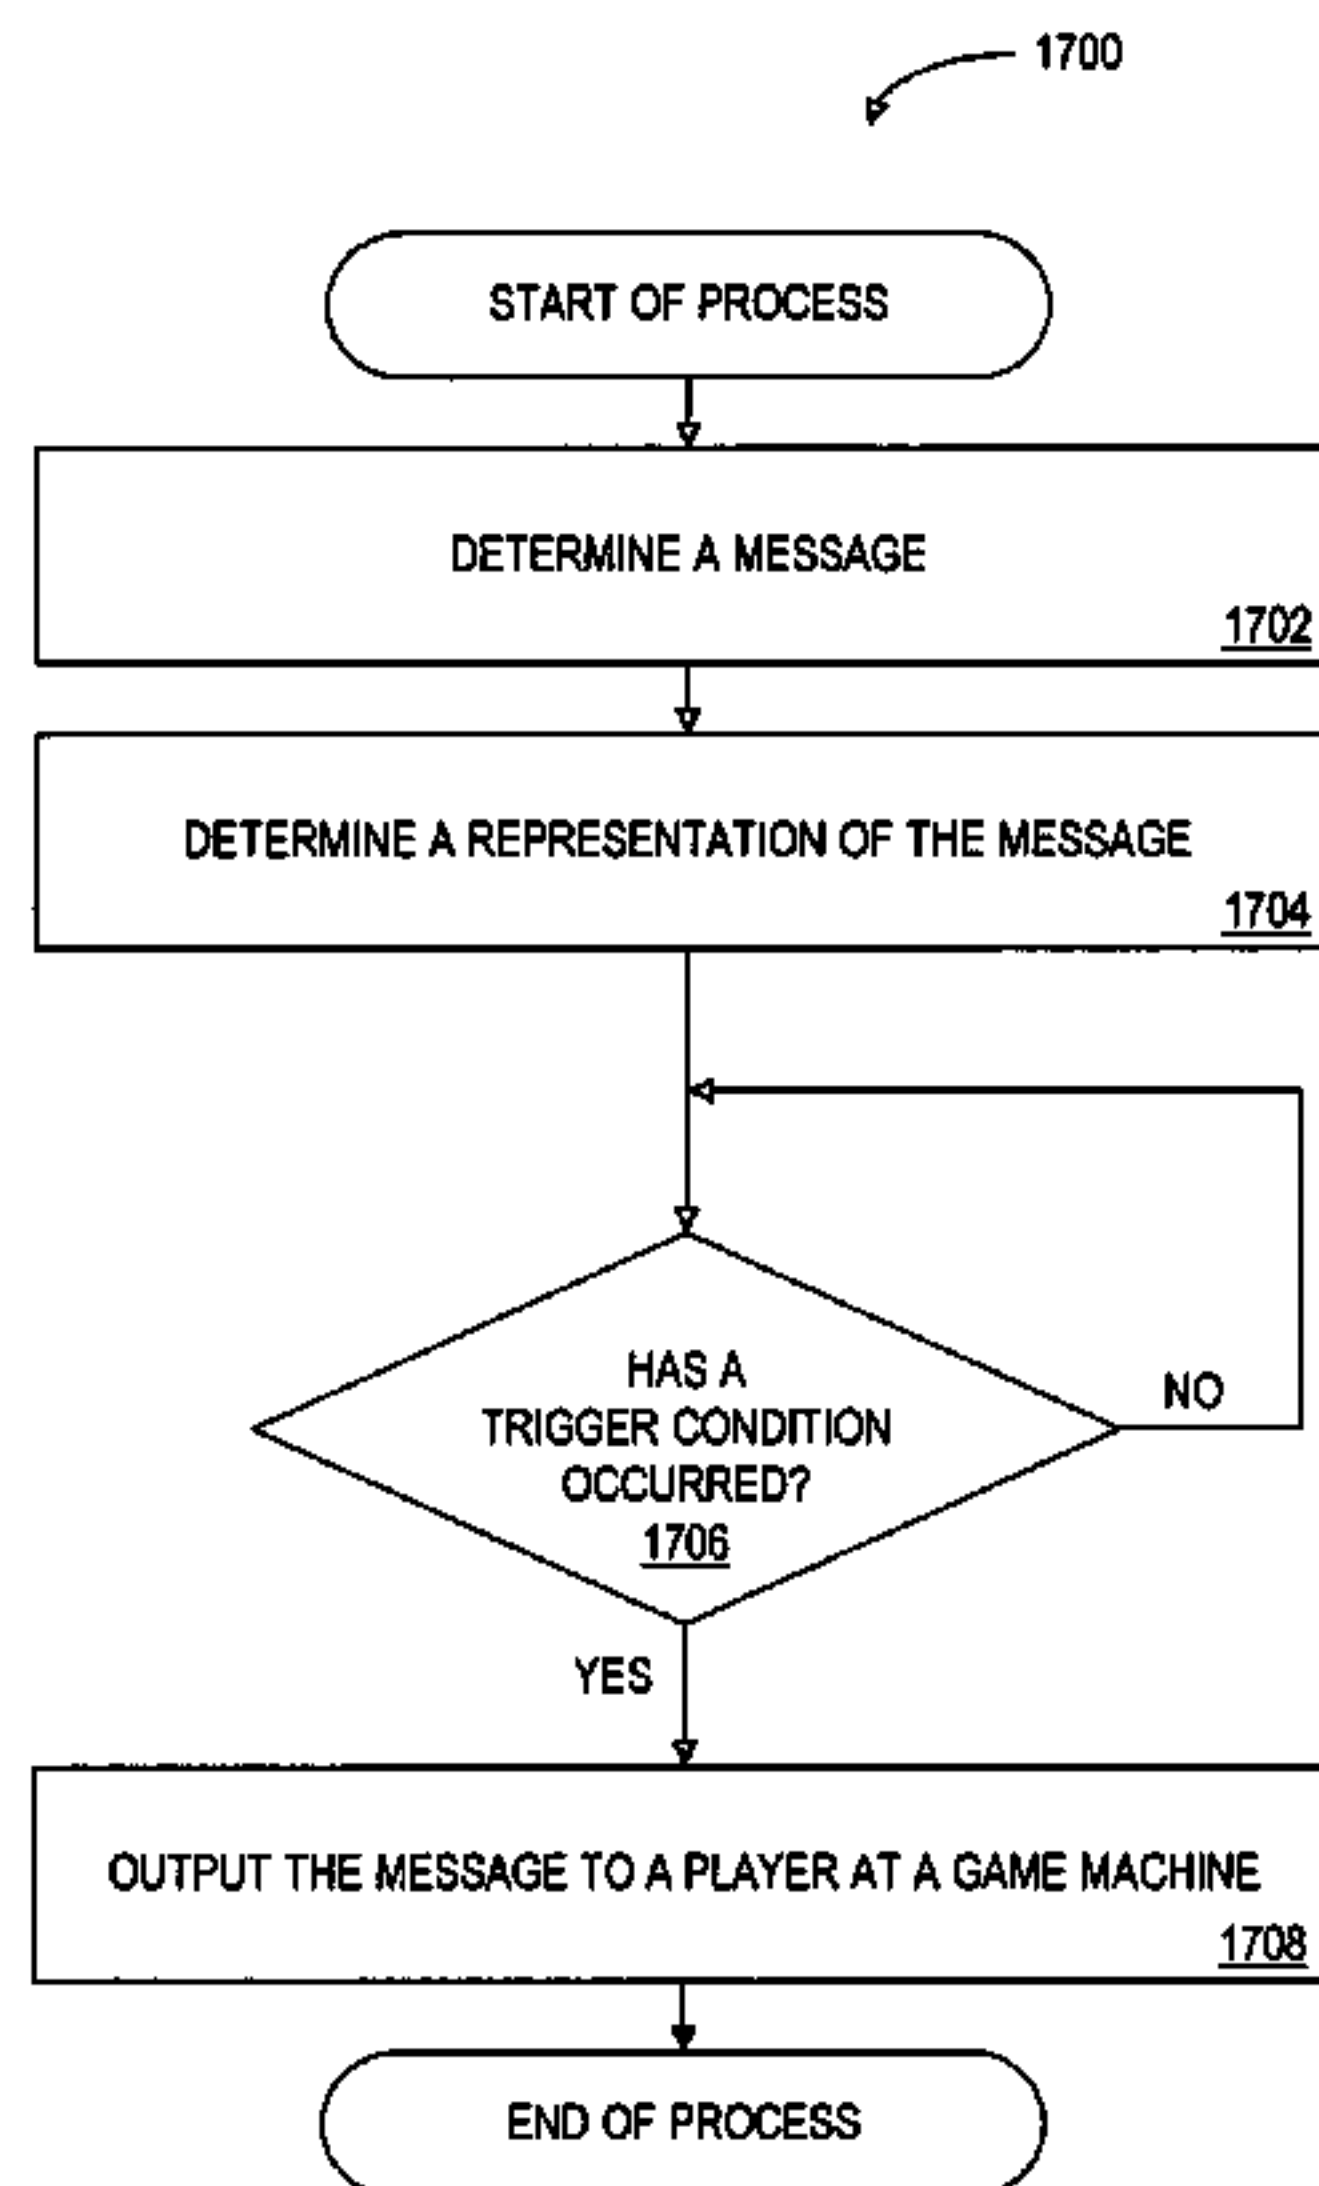 1700
START OF PROCESS
DETERMINE A MESSAGE
1702
DETERMINE A REPRESENTATION OF THE MESSAGE
1704
HAS A
TRIGGER CONDITION
OCCURRED?
1706
NO
YES
OUTPUT THE MESSAGE TO A PLAYER AT A GAME MACHINE
1708
END OF PROCESS